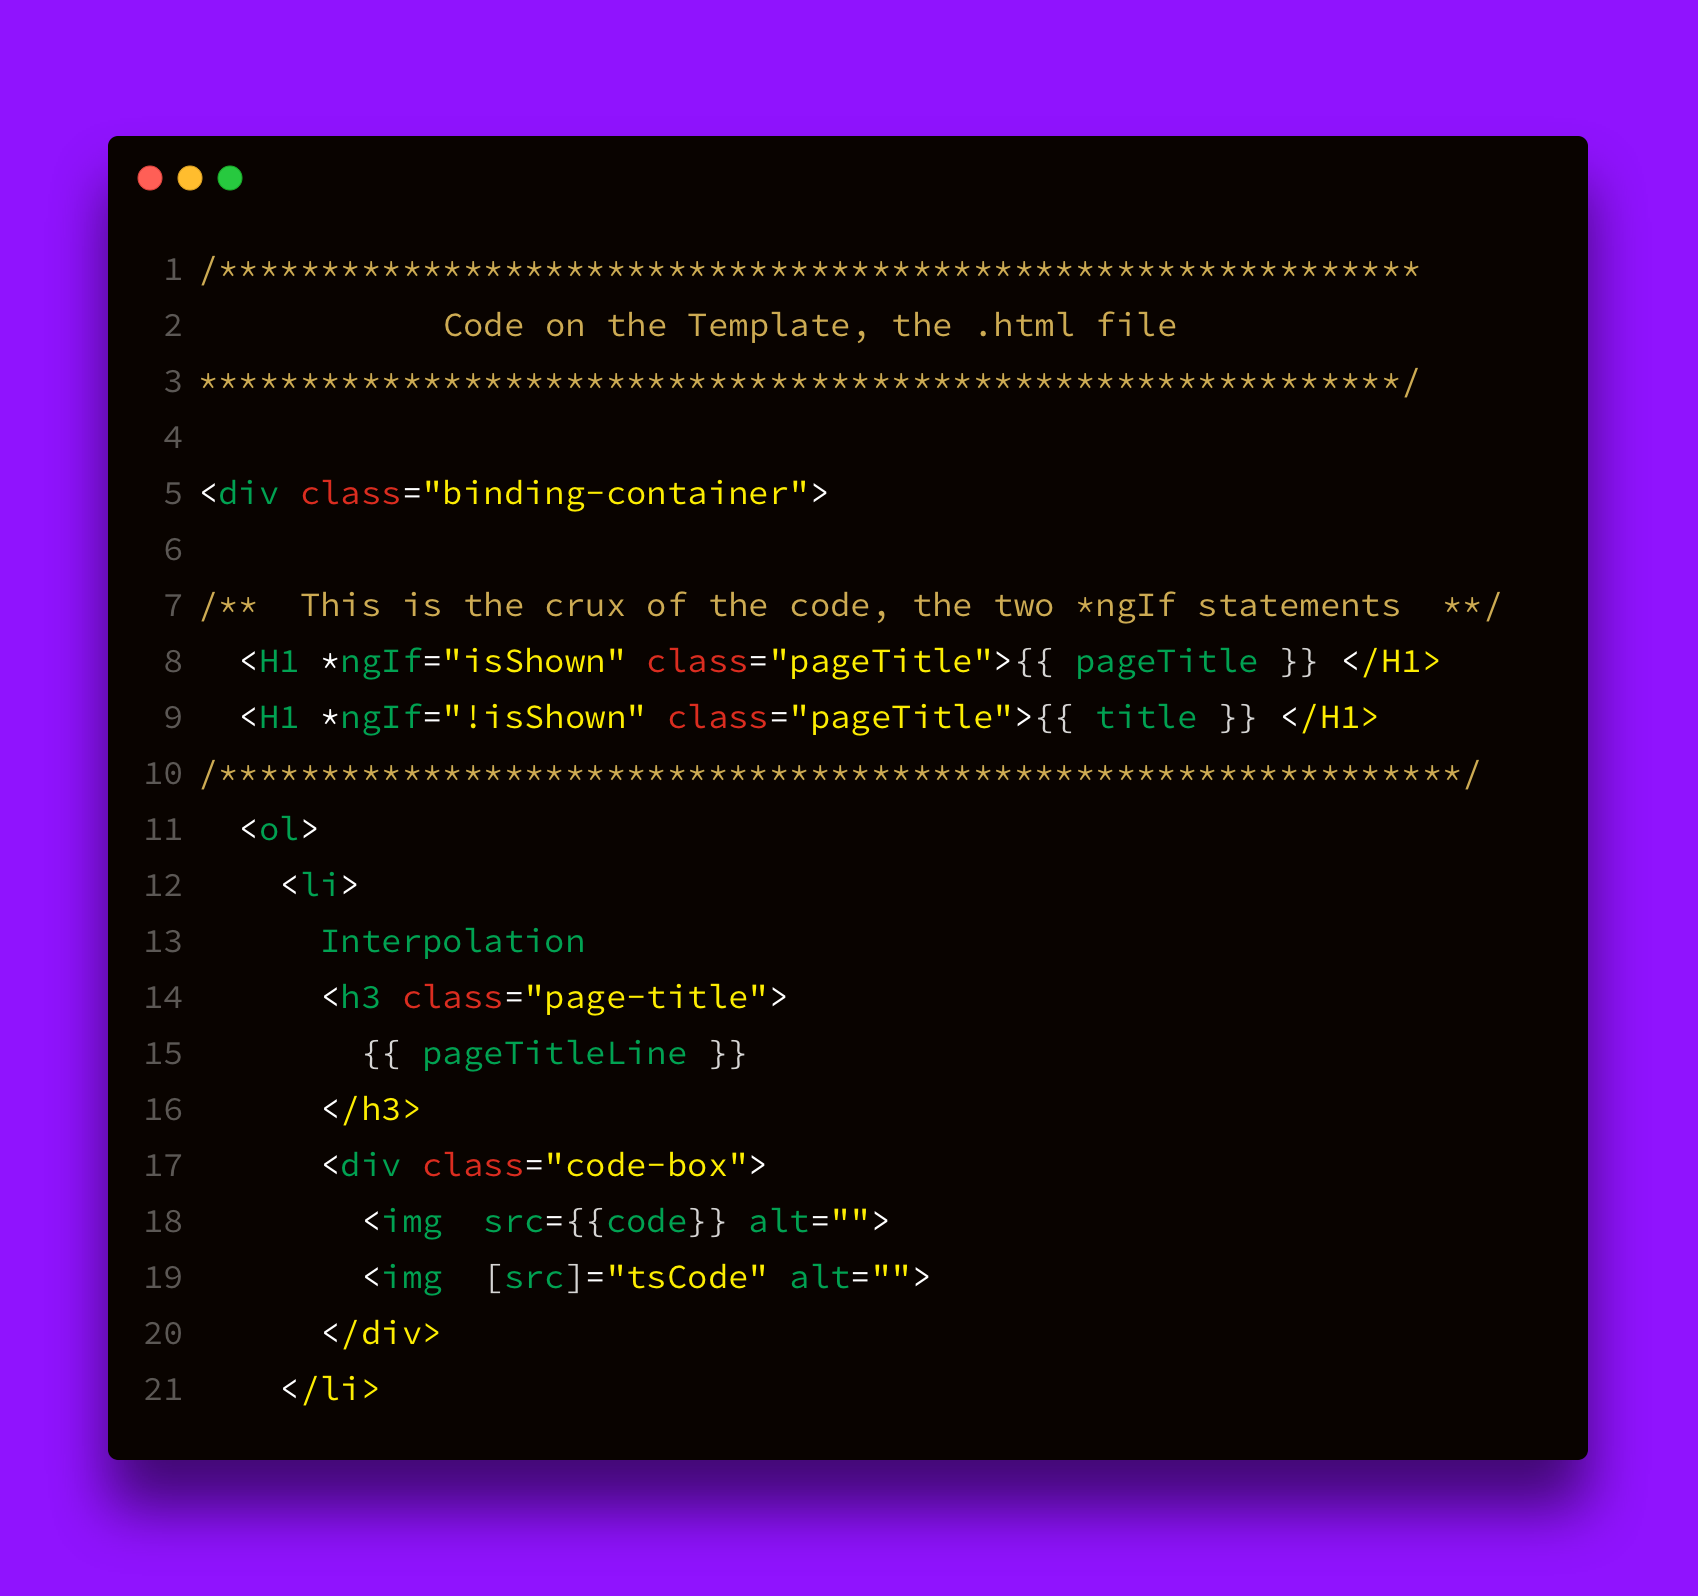 1 /***********************************************************
2             Code on the Template, the .html file
3 ***********************************************************/
4
5 <div class="binding-container">
6
7 /**  This is the crux of the code, the two *ngIf statements  **/
8   <H1 *ngIf="isShown" class="pageTitle">{{ pageTitle }} </H1>
9   <H1 *ngIf="!isShown" class="pageTitle">{{ title }} </H1>
10 /*************************************************************/
11   <ol>
12     <li>
13       Interpolation
14       <h3 class="page-title">
15         {{ pageTitleLine }}
16       </h3>
17       <div class="code-box">
18         <img  src={{code}} alt="">
19         <img  [src]="tsCode" alt="">
20       </div>
21     </li>